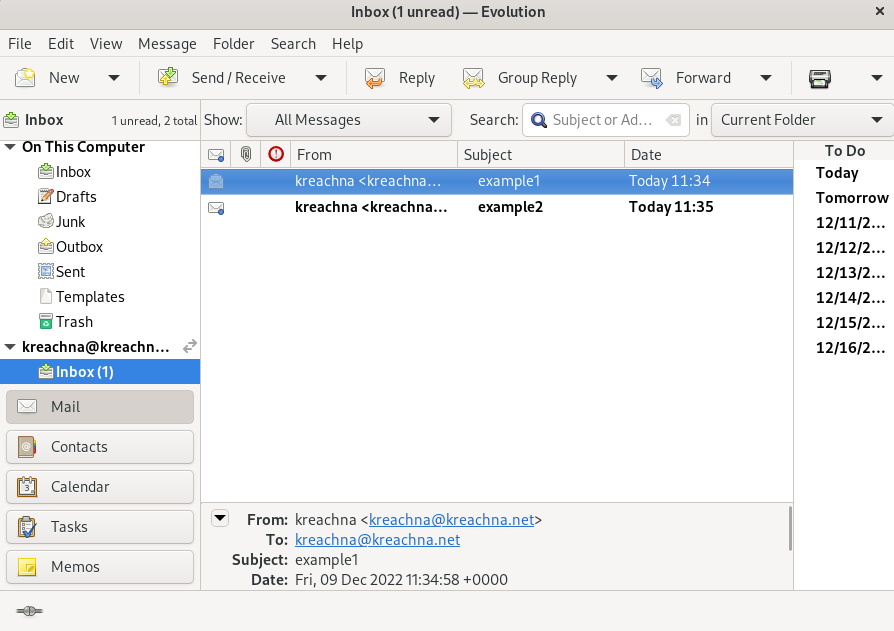 Inbox (1 unread) — Evolution
File Edit View Message Folder Search Help
New Send / Receive Reply Group Reply Forward
Inbox 1 unread, 2 total Show: All Messages Search: Subject or Ad... in Current Folder
On This Computer
Inbox
Drafts
Junk
Outbox
Sent
Templates
Trash
kreachna@kreachn...
Inbox (1)
Mail
Contacts
Calendar
Tasks
Memos
From Subject Date
kreachna <kreachna... example1 Today 11:34
kreachna <kreachna... example2 Today 11:35
From: kreachna <kreachna@kreachna.net>
To: kreachna@kreachna.net
Subject: example1
Date: Fri, 09 Dec 2022 11:34:58 +0000
To Do
Today
Tomorrow
12/11/2...
12/12/2...
12/13/2...
12/14/2...
12/15/2...
12/16/2...